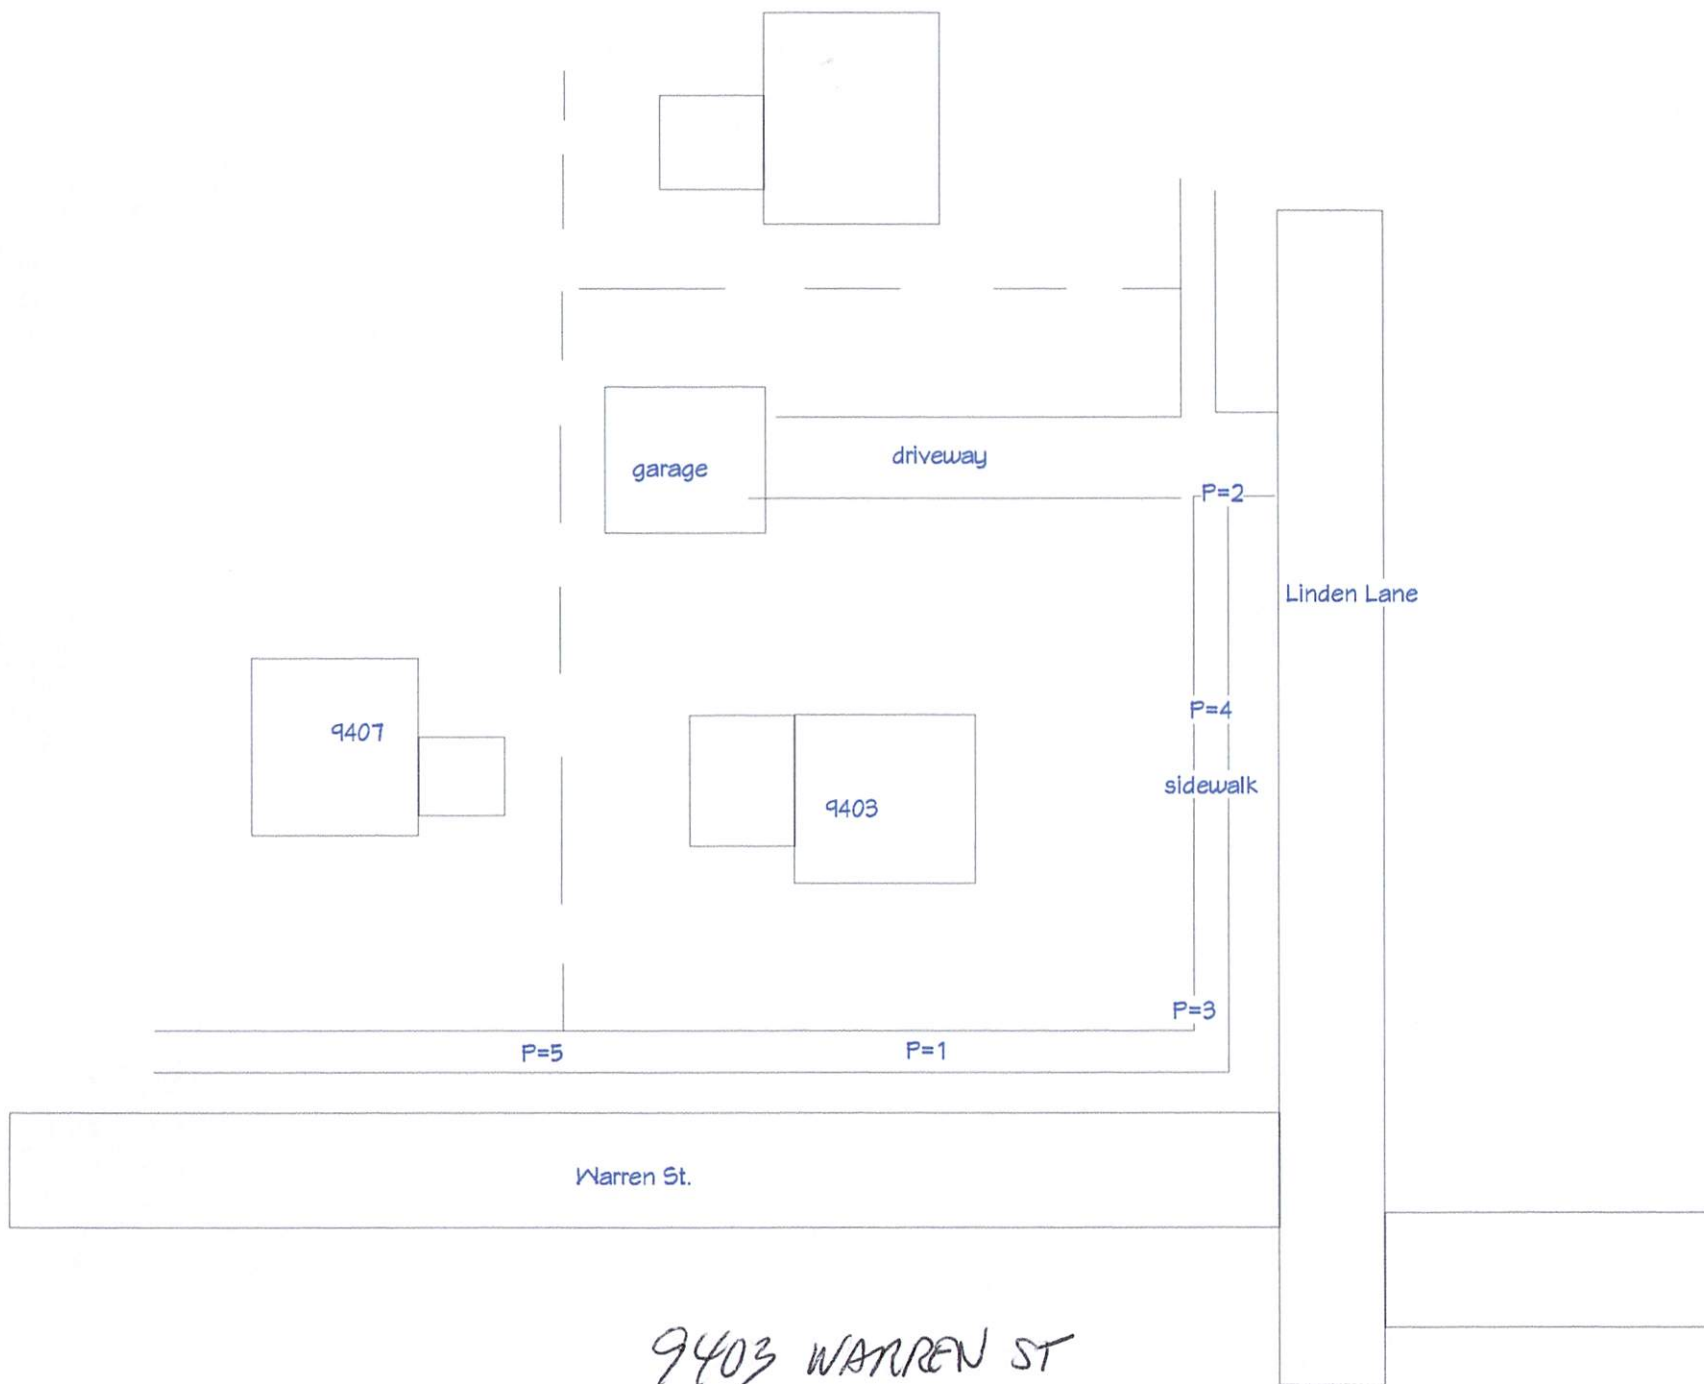 garage
driveway
P=2
Linden Lane
P=4
9407
sidewalk
9403
P=3
P=5
P=1
Warren St.
9403 WARREN ST